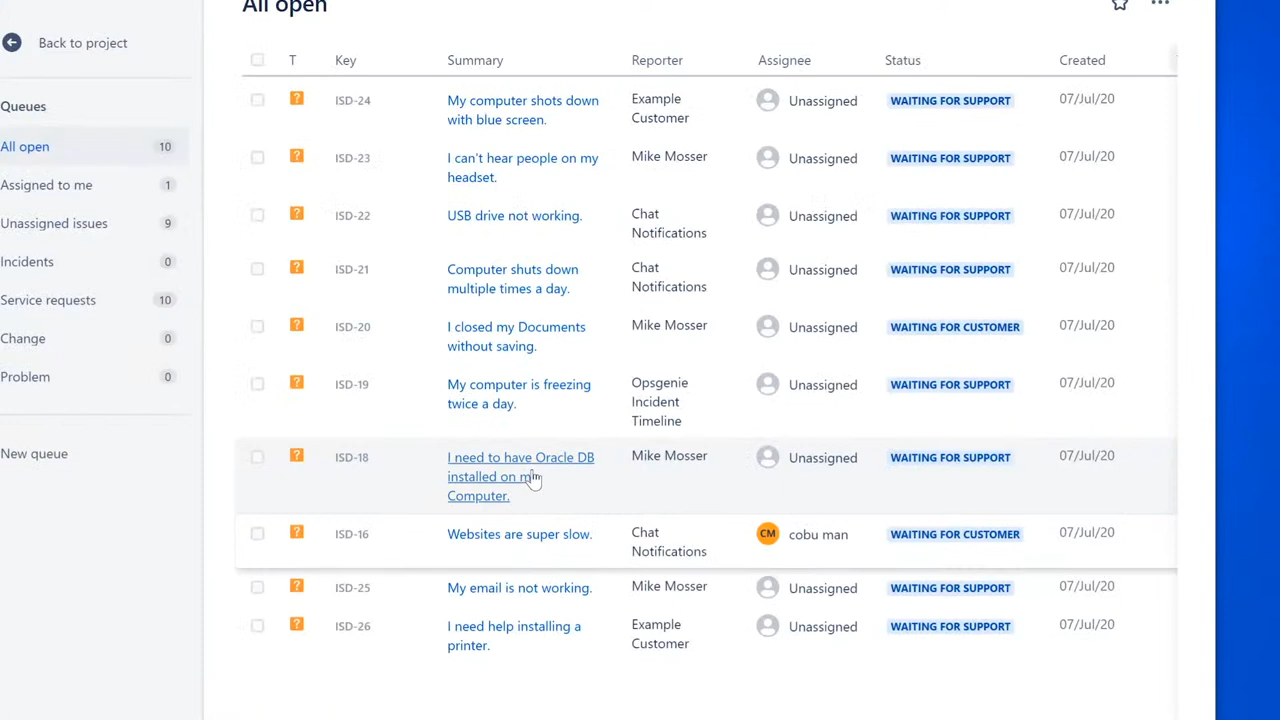 All open
Back to project
Queues
All open 10
Assigned to me 1
Unassigned issues 9
Incidents 0
Service requests 10
Change 0
Problem 0
New queue
T Key Summary Reporter Assignee Status Created
? ISD-24 My computer shots down Example Unassigned WAITING FOR SUPPORT 07/Jul/20
with blue screen. Customer
? ISD-23 I can't hear people on my Mike Mosser Unassigned WAITING FOR SUPPORT 07/Jul/20
headset.
? ISD-22 USB drive not working. Chat Unassigned WAITING FOR SUPPORT 07/Jul/20
Notifications
? ISD-21 Computer shuts down Chat Unassigned WAITING FOR SUPPORT 07/Jul/20
multiple times a day. Notifications
? ISD-20 I closed my Documents Mike Mosser Unassigned WAITING FOR CUSTOMER 07/Jul/20
without saving.
? ISD-19 My computer is freezing Opsgenie Unassigned WAITING FOR SUPPORT 07/Jul/20
twice a day. Incident
Timeline
? ISD-18 I need to have Oracle DB Mike Mosser Unassigned WAITING FOR SUPPORT 07/Jul/20
installed on my
Computer.
? ISD-16 Websites are super slow. Chat CM cobu man WAITING FOR CUSTOMER 07/Jul/20
Notifications
? ISD-25 My email is not working. Mike Mosser Unassigned WAITING FOR SUPPORT 07/Jul/20
? ISD-26 I need help installing a Example Unassigned WAITING FOR SUPPORT 07/Jul/20
printer. Customer